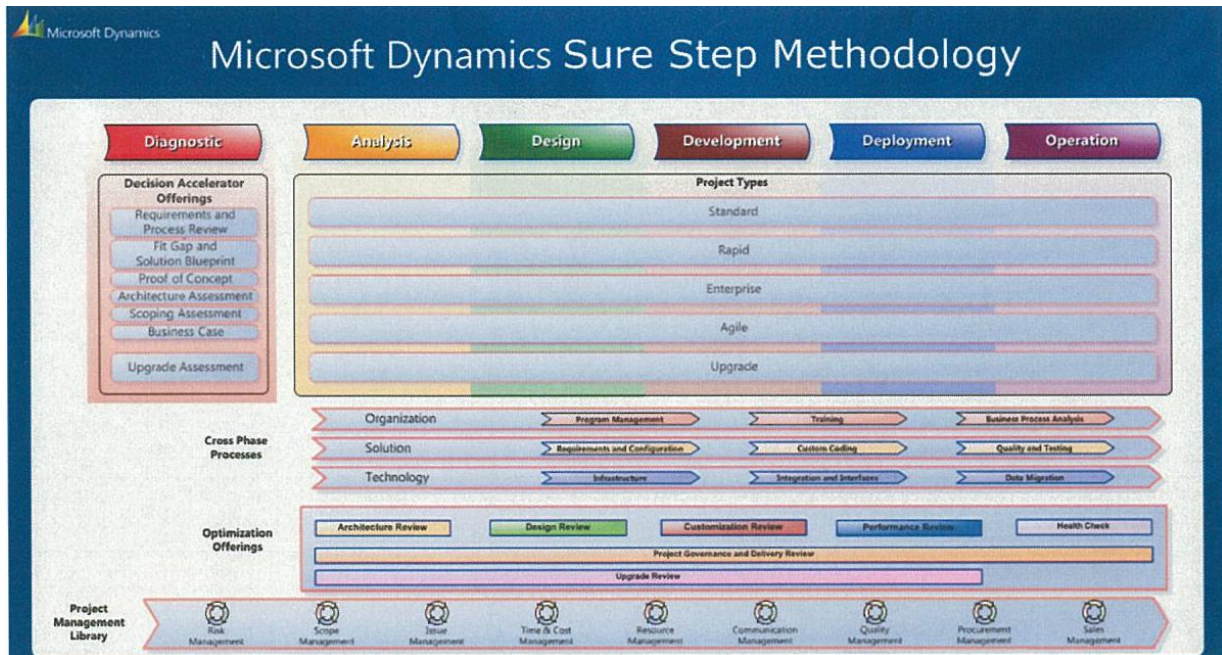 Microsoft Dynamics
Microsoft Dynamics Sure Step Methodology
Diagnostic
Analysis
Design
Development
Deployment
Operation
Decision Accelerator
Offerings
Requirements and
Process Review
Fit Gap and
Solution Blueprint
Proof of Concept
Architecture Assessment
Scoping Assessment
Business Case
Upgrade Assessment
Project Types
Standard
Rapid
Enterprise
Agile
Upgrade
Cross Phase
Processes
Organization
Program Management
Training
Business Process Analysis
Solution
Requirements and Configuration
Custom Coding
Quality and Testing
Technology
Infrastructure
Integration and Interfaces
Data Migration
Optimization
Offerings
Architecture Review
Design Review
Customization Review
Performance Review
Health Check
Project Governance and Delivery Review
Upgrade Review
Project
Management
Library
Risk
Management
Scope
Management
Issue
Management
Time & Cost
Management
Resource
Management
Communication
Management
Quality
Management
Procurement
Management
Sales
Management